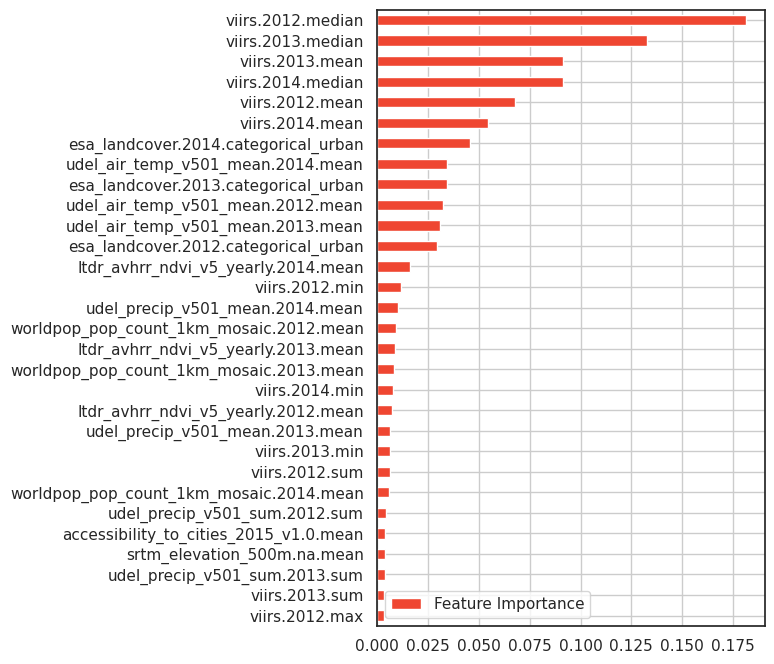 viirs.2012.median
viirs.2013.median
viirs.2013.mean
viirs.2014.median
viirs.2012.mean
viirs.2014.mean
esa_landcover.2014.categorical_urban
udel_air_temp_v501_mean.2014.mean
esa_landcover.2013.categorical_urban
udel_air_temp_v501_mean.2012.mean
udel_air_temp_v501_mean.2013.mean
esa_landcover.2012.categorical_urban
ltdr_avhrr_ndvi_v5_yearly.2014.mean
viirs.2012.min
udel_precip_v501_mean.2014.mean
worldpop_pop_count_1km_mosaic.2012.mean
ltdr_avhrr_ndvi_v5_yearly.2013.mean
worldpop_pop_count_1km_mosaic.2013.mean
viirs.2014.min
ltdr_avhrr_ndvi_v5_yearly.2012.mean
udel_precip_v501_mean.2013.mean
viirs.2013.min
viirs.2012.sum
worldpop_pop_count_1km_mosaic.2014.mean
udel_precip_v501_sum.2012.sum
accessibility_to_cities_2015_v1.0.mean
srtm_elevation_500m.na.mean
udel_precip_v501_sum.2013.sum
viirs.2013.sum
viirs.2012.max
Feature Importance
0.000 0.025 0.050 0.075 0.100 0.125 0.150 0.175